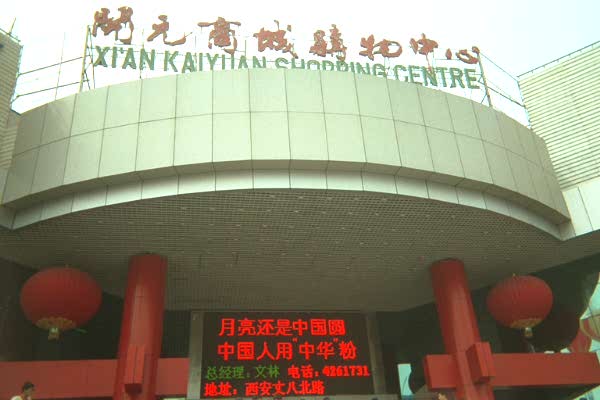 開元商城購物中心
XI'AN KAIYUAN SHOPPING CENTRE
月亮还是中国圆
中国人用"中华"粉
总经理：文林 电话：4261731
地址：西安丈八北路